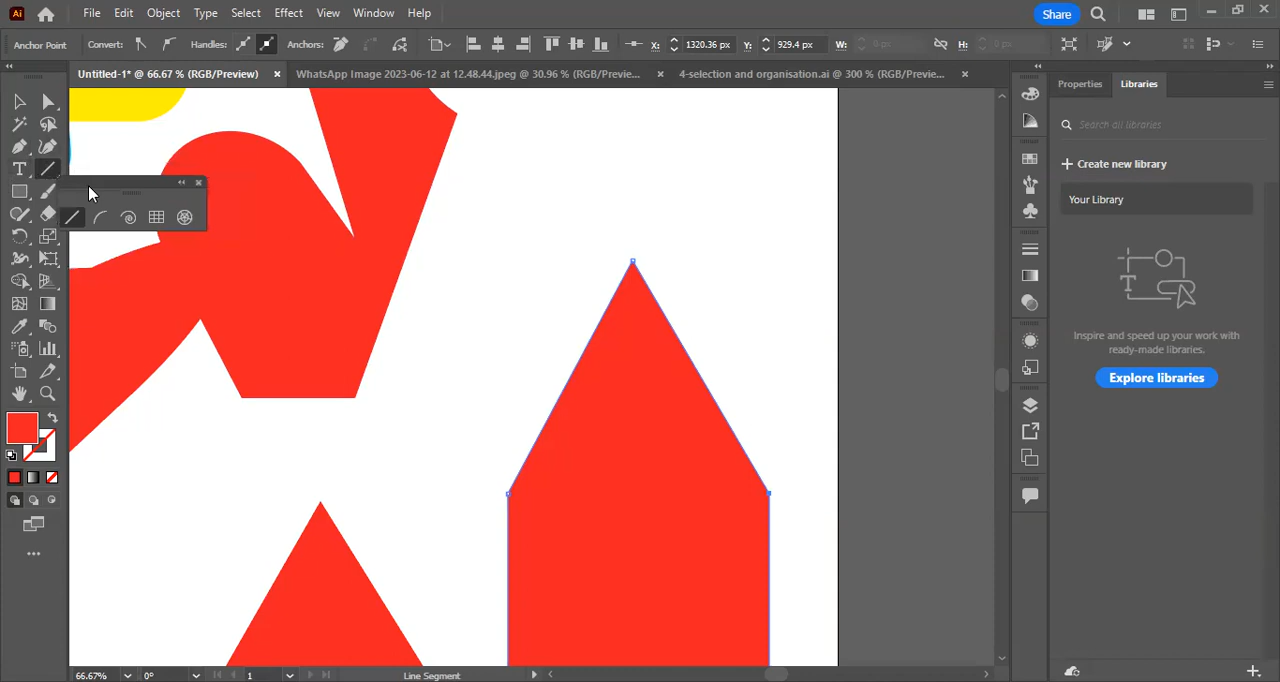 Ai File Edit Object Type Select Effect View Window Help Share
Anchor Point Convert: Handles: Anchors: X: 1320.36 px Y: 929.4 px W: 0 px H: 0 px
Untitled-1* @ 66.67 % (RGB/Preview) × WhatsApp Image 2023-06-12 at 12.48.44.jpeg @ 30.96 % (RGB/Previe... × 4-selection and organisation.ai @ 300 % (RGB/Previe... ×
Properties Libraries
Search all libraries
+ Create new library
Your Library
Inspire and speed up your work with
ready-made libraries.
Explore libraries
66.67% 0° 1 Line Segment